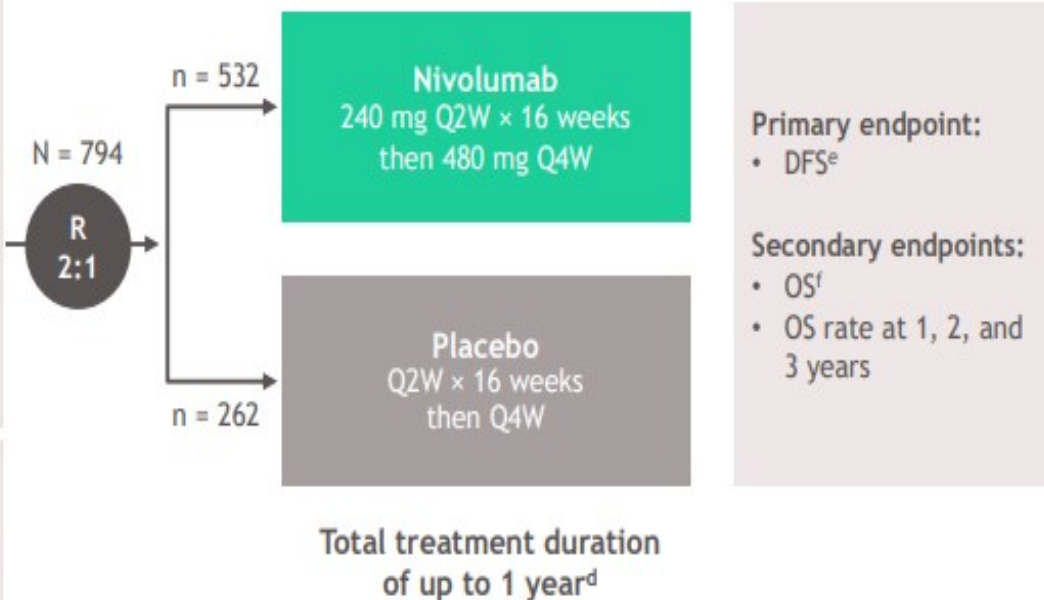 N = 794
R
2:1
n = 532
Nivolumab
240 mg Q2W × 16 weeks
then 480 mg Q4W
n = 262
Placebo
Q2W × 16 weeks
then Q4W
Total treatment duration
of up to 1 yearᵈ
Primary endpoint:
• DFSᵉ
Secondary endpoints:
• OSᶠ
• OS rate at 1, 2, and
3 years